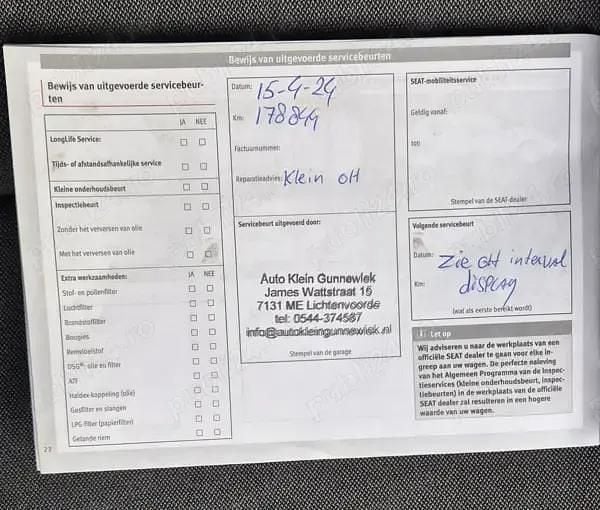 Bewijs van uitgevoerde servicebeurten
Bewijs van uitgevoerde servicebeur-
ten
JA NEE
LongLife Service:
Tijds- of afstandsafhankelijke service
Kleine onderhoudsbeurt
Inspectiebeurt
Zonder het verversen van olie
Met het verversen van olie
Extra werkzaamheden: JA NEE
Stof- en pollenfilter
Luchtfilter
Brandstoffilter
Bougies
Remvloeistof
DSG®: olie en filter
ATF
Haldex-koppeling (olie)
Gasfilter en slangen
LPG-filter (papierfilter)
Getande riem
27
Datum: 15-4-24
Km: 178844
Factuurnummer:
Reparatieadvies: Klein OH
Servicebeurt uitgevoerd door:
Auto Klein Gunnewiek
James Wattstraat 15
7131 ME Lichtenvoorde
tel: 0544-374567
info@autokleingunnewiek.nl
Stempel van de garage
SEAT-mobiliteitsservice
Geldig vanaf:
tot:
Stempel van de SEAT-dealer
Volgende servicebeurt
Datum: Zie OH interval
Km: display
(wat als eerste bereikt wordt)
Let op
Wij adviseren u naar de werkplaats van een
officiële SEAT dealer te gaan voor elke in-
greep aan uw wagen. De perfecte naleving
van het Algemeen Programma van de Inspec-
tieservices (kleine onderhoudsbeurt, inspec-
tiebeurten) in de werkplaats van de officiële
SEAT dealer zal resulteren in een hogere
waarde van uw wagen.